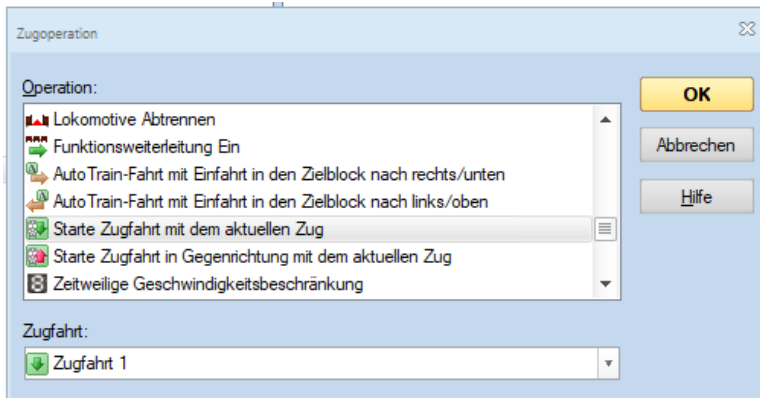 Zugoperation
Operation:
Lokomotive Abtrennen
Funktionsweiterleitung Ein
AutoTrain-Fahrt mit Einfahrt in den Zielblock nach rechts/unten
AutoTrain-Fahrt mit Einfahrt in den Zielblock nach links/oben
Starte Zugfahrt mit dem aktuellen Zug
Starte Zugfahrt in Gegenrichtung mit dem aktuellen Zug
Zeitweilige Geschwindigkeitsbeschränkung
OK
Abbrechen
Hilfe
Zugfahrt:
Zugfahrt 1